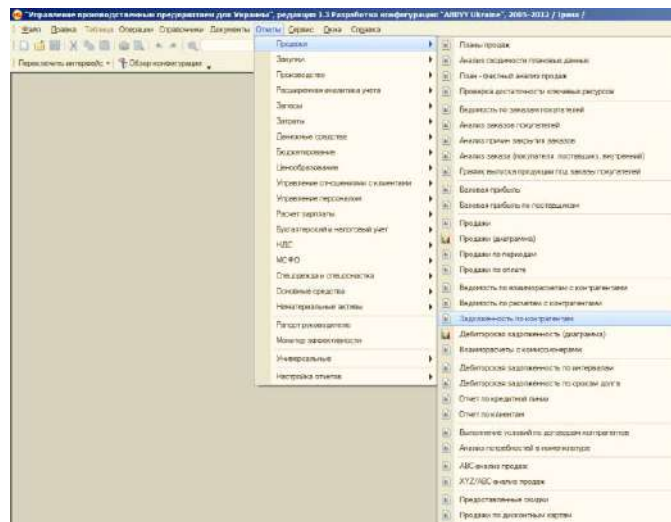 "Управление производственным предприятием для Украины", редакция 1.3 Разработка конфигурации: "ABBYY Ukraine", 2005-2012 / Ірина /
Файл Правка Таблица Операции Справочники Документы Отчеты Сервис Окна Справка
Переключить интерфейс Обзор конфигурации
Продажи
Закупки
Производство
Расширенная аналитика учета
Запасы
Затраты
Денежные средства
Бюджетирование
Ценообразование
Управление отношениями с клиентами
Управление персоналом
Расчет зарплаты
Бухгалтерский и налоговый учет
НДС
МСФО
Спецодежда и спецоснастка
Основные средства
Нематериальные активы
Рапорт руководителю
Монитор эффективности
Универсальные
Настройка отчетов
Планы продаж
Анализ сводимости плановых данных
План - фактный анализ продаж
Проверка достаточности ключевых ресурсов
Ведомость по заказам покупателей
Анализ заказов покупателей
Анализ причин закрытия заказов
Анализ заказа (покупателя, поставщику, внутренний)
График выпуска продукции под заказы покупателей
Валовая прибыль
Валовая прибыль по поставщикам
Продажи
Продажи (диаграмма)
Продажи по периодам
Продажи по оплате
Ведомость по взаиморасчетам с контрагентами
Ведомость по расчетам с контрагентами
Задолженность по контрагентам
Дебиторская задолженность (диаграмма)
Взаиморасчеты с комиссионерами
Дебиторская задолженность по интервалам
Дебиторская задолженность по срокам долга
Отчет по кредитной линии
Отчет по клиентам
Выполнение условий по договорам контрагентов
Анализ потребностей в номенклатуре
ABC-анализ продаж
XYZ/ABC-анализ продаж
Предоставленные скидки
Продажи по дисконтным картам